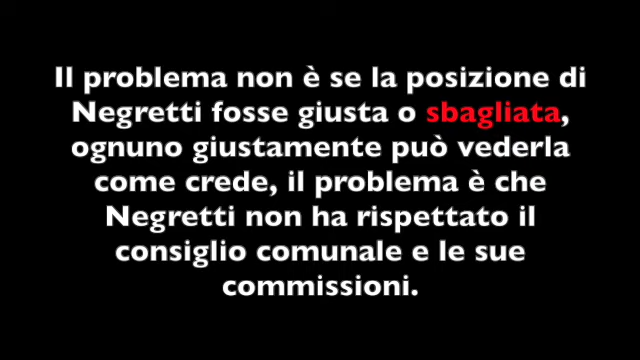 Il problema non è se la posizione di
Negretti fosse giusta o sbagliata,
ognuno giustamente può vederla
come crede, il problema è che
Negretti non ha rispettato il
consiglio comunale e le sue
commissioni.